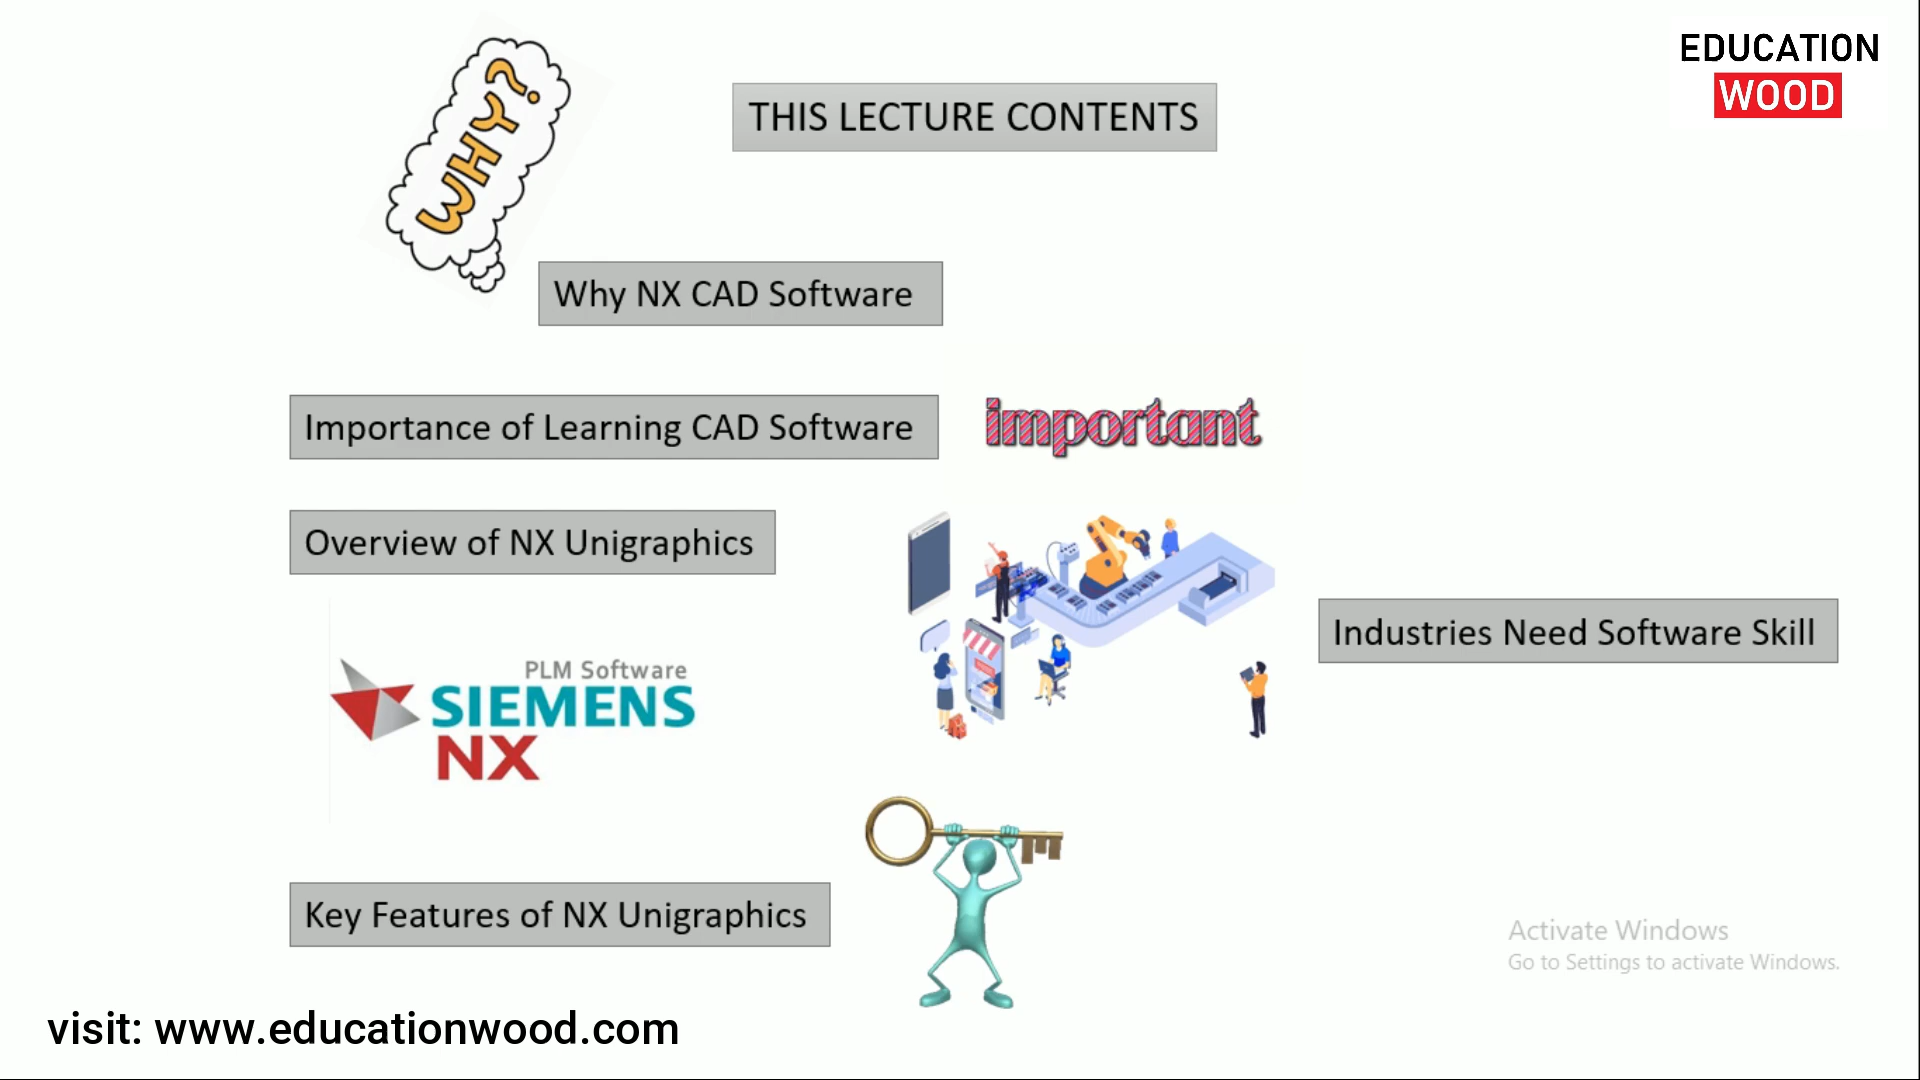 EDUCATION
WOOD
WHY?
THIS LECTURE CONTENTS
Why NX CAD Software
Importance of Learning CAD Software
important
Overview of NX Unigraphics
Industries Need Software Skill
PLM Software
SIEMENS
NX
Key Features of NX Unigraphics
Activate Windows
Go to Settings to activate Windows.
visit: www.educationwood.com